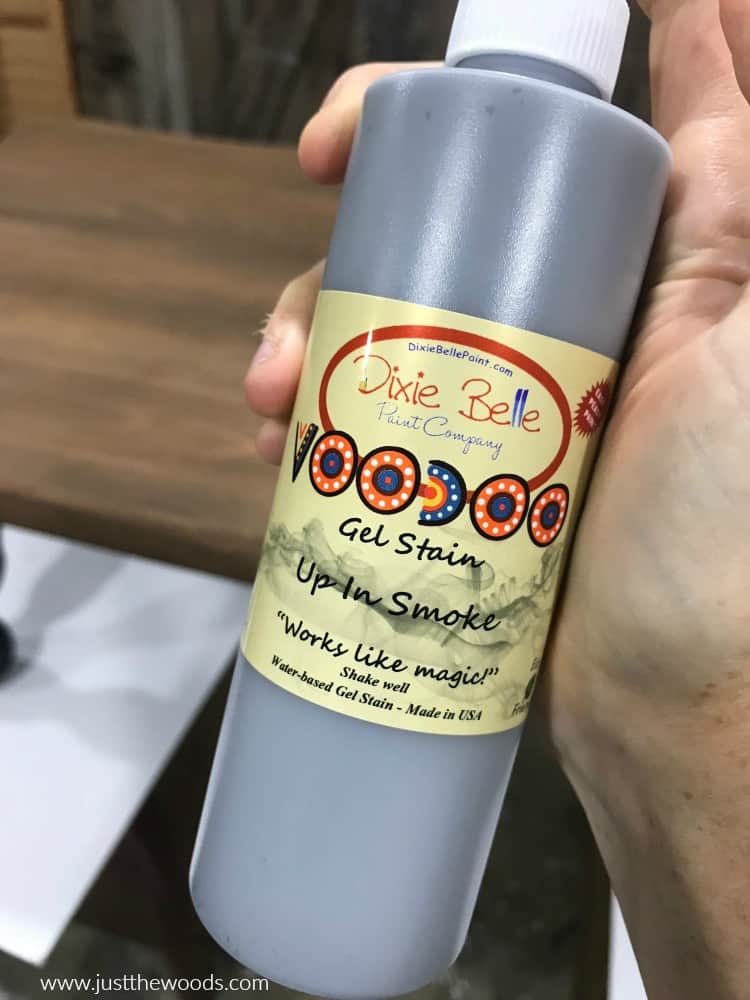 DixieBellePaint.com
Dixie Belle
Paint Company
VOODOO
Gel Stain
Up In Smoke
"Works like magic!"
Shake well
Water-based Gel Stain - Made in USA
www.justthewoods.com